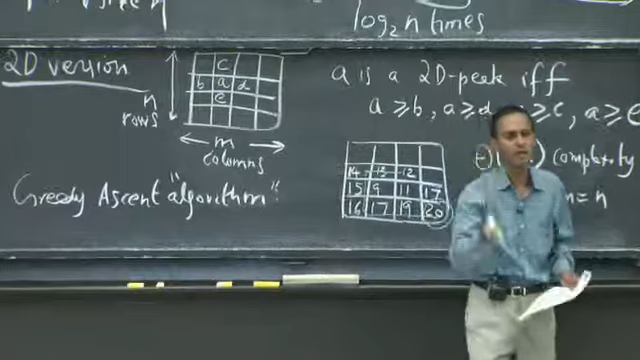 log₂ n times
2D version
c
b a d
e
n
rows
m
columns
a is a 2D-peak iff
a ≥ b, a ≥ d, ≥ c, a ≥ e
Greedy Ascent "algorithm"
14 13 12
15 9 11 17
16 17 19 20
complexity
= n